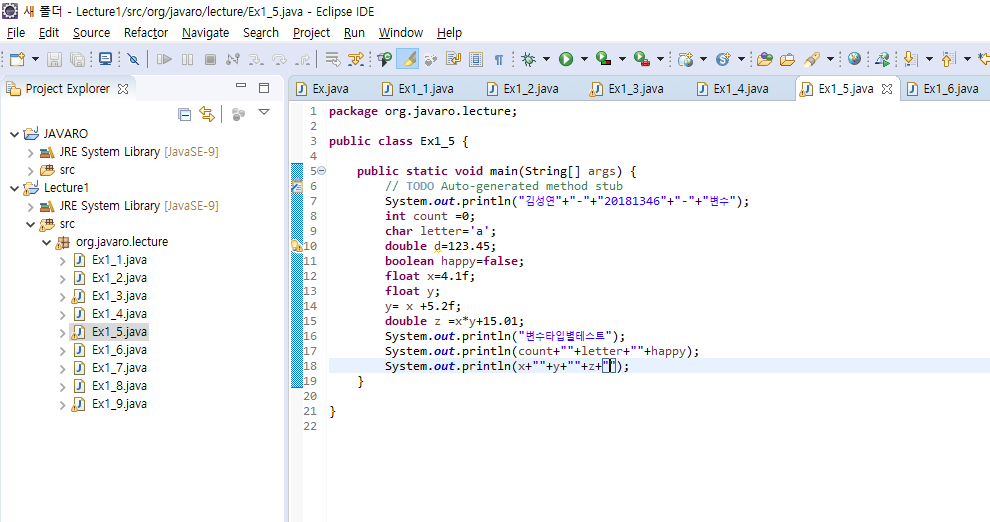 새 폴더 - Lecture1/src/org/javaro/lecture/Ex1_5.java - Eclipse IDE
File Edit Source Refactor Navigate Search Project Run Window Help
Project Explorer
Ex.java Ex1_1.java Ex1_2.java Ex1_3.java Ex1_4.java Ex1_5.java Ex1_6.java
JAVARO
JRE System Library [JavaSE-9]
src
Lecture1
JRE System Library [JavaSE-9]
src
org.javaro.lecture
Ex1_1.java
Ex1_2.java
Ex1_3.java
Ex1_4.java
Ex1_5.java
Ex1_6.java
Ex1_7.java
Ex1_8.java
Ex1_9.java
1 package org.javaro.lecture;
2
3 public class Ex1_5 {
4
5 public static void main(String[] args) {
6 // TODO Auto-generated method stub
7 System.out.println("김성연"+"-"+"20181346"+"-"+"변수");
8 int count =0;
9 char letter='a';
10 double d=123.45;
11 boolean happy=false;
12 float x=4.1f;
13 float y;
14 y= x +5.2f;
15 double z =x*y+15.01;
16 System.out.println("변수타입별테스트");
17 System.out.println(count+""+letter+""+happy);
18 System.out.println(x+""+y+""+z+"");
19 }
20
21 }
22